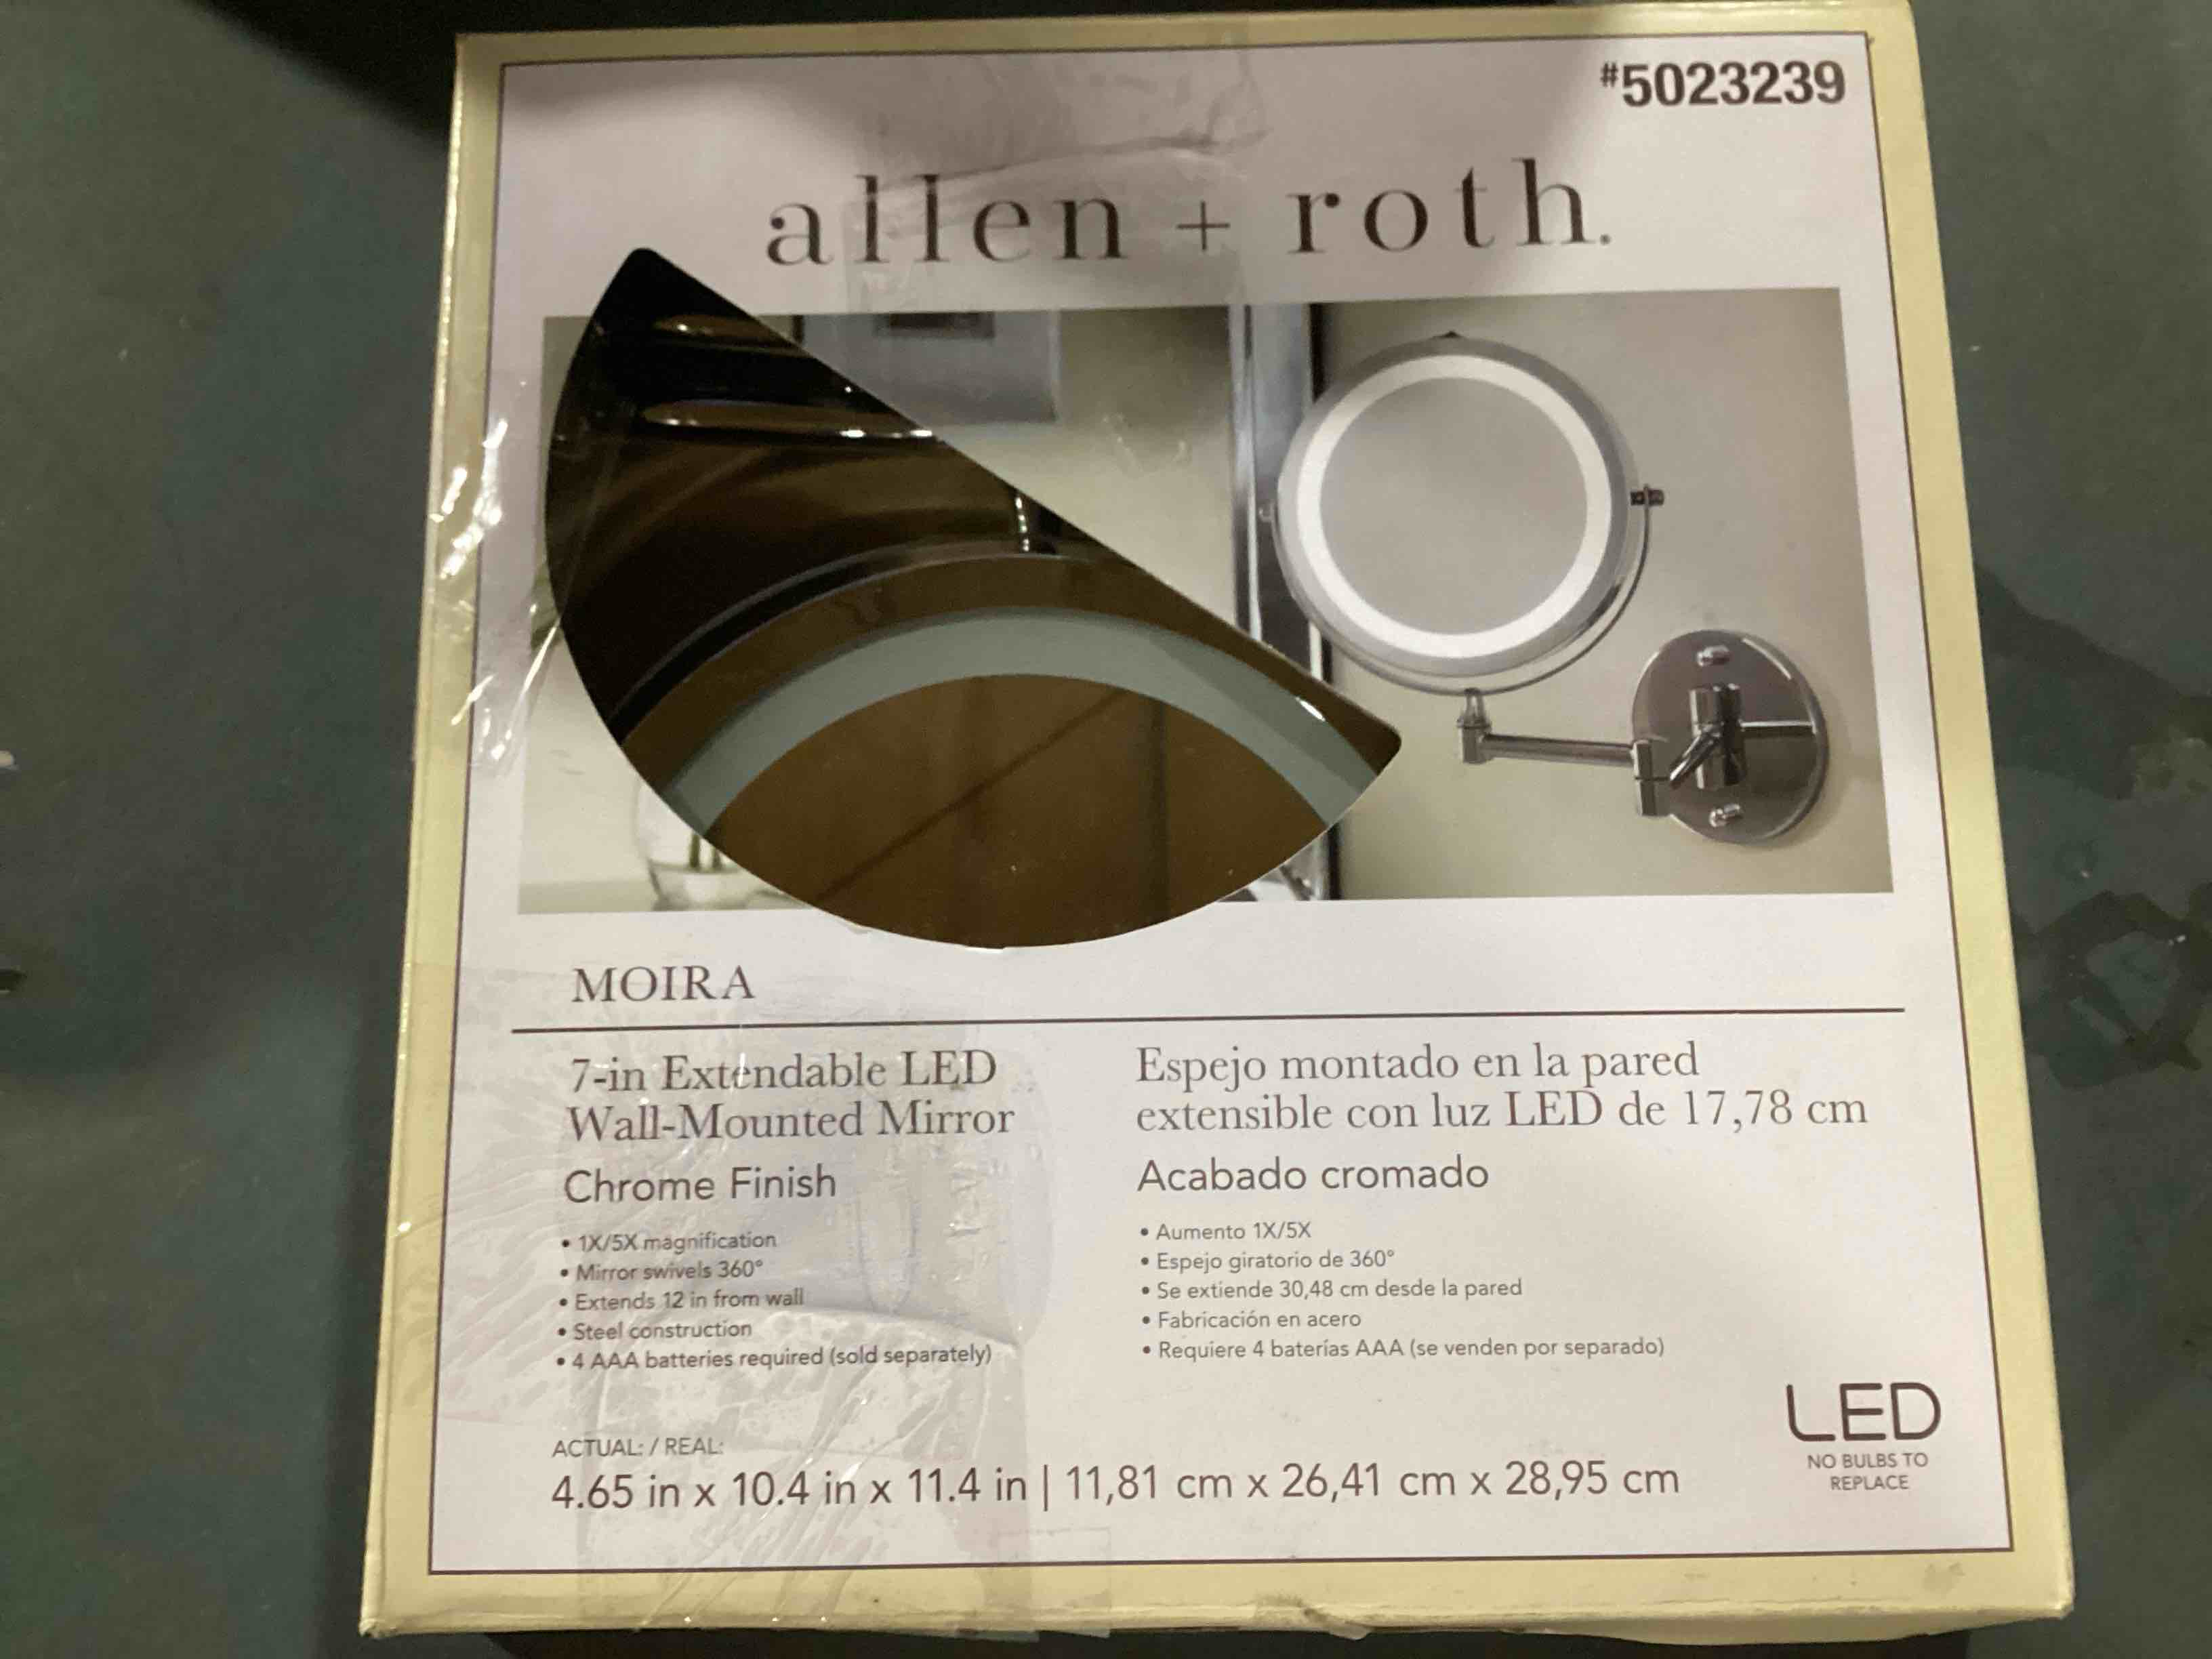 #5023239
allen + roth.
MOIRA
7-in Extendable LED
Wall-Mounted Mirror
Chrome Finish
• 1X/5X magnification
• Mirror swivels 360°
• Extends 12 in from wall
• Steel construction
• 4 AAA batteries required (sold separately)
Espejo montado en la pared
extensible con luz LED de 17,78 cm
Acabado cromado
• Aumento 1X/5X
• Espejo giratorio de 360°
• Se extiende 30,48 cm desde la pared
• Fabricación en acero
• Requiere 4 baterías AAA (se venden por separado)
ACTUAL: / REAL:
4.65 in x 10.4 in x 11.4 in | 11,81 cm x 26,41 cm x 28,95 cm
LED
NO BULBS TO
REPLACE